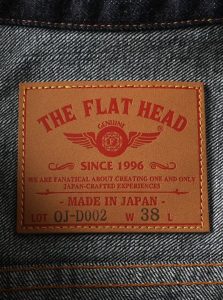 THE FLAT HEAD
GENUINE
SINCE 1996
WE ARE FANATICAL ABOUT CREATING ONE AND ONLY
JAPAN-CRAFTED EXPERIENCES
- MADE IN JAPAN -
LOT OJ-D002 W 38 L